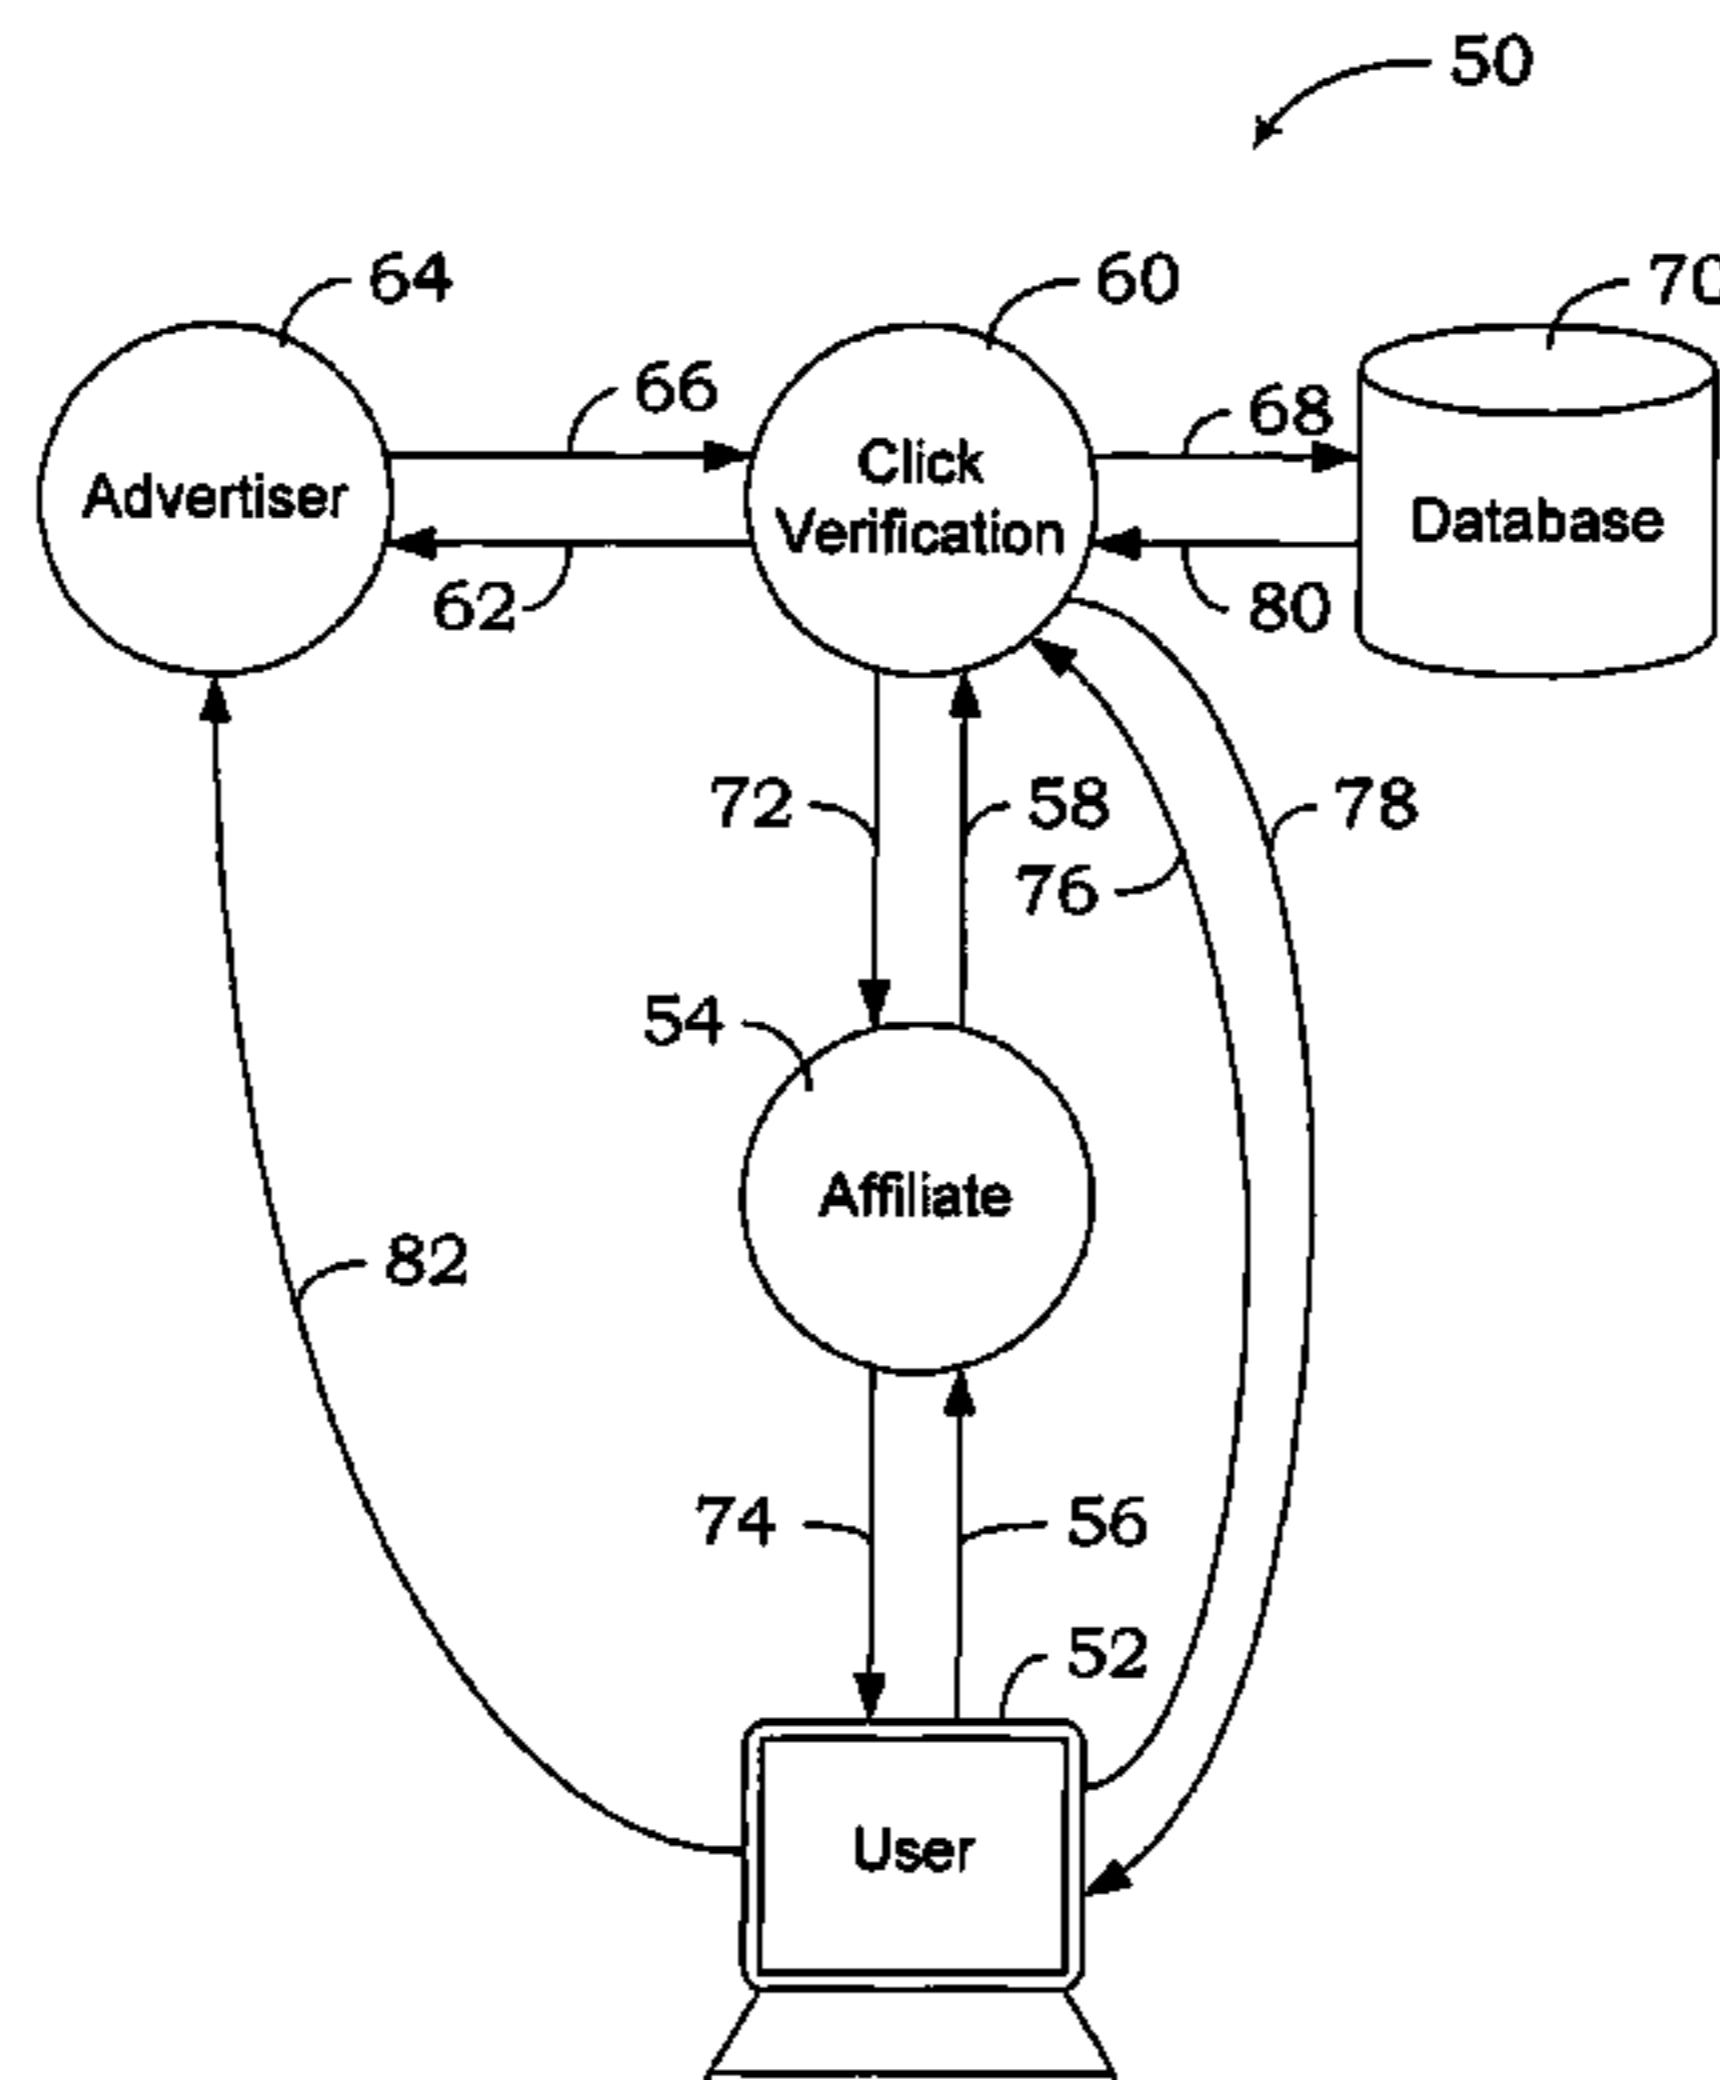 50
64
60
70
66
68
Advertiser
Click
Verification
Database
62
80
72
58
78
76
54
Affiliate
82
74
56
52
User